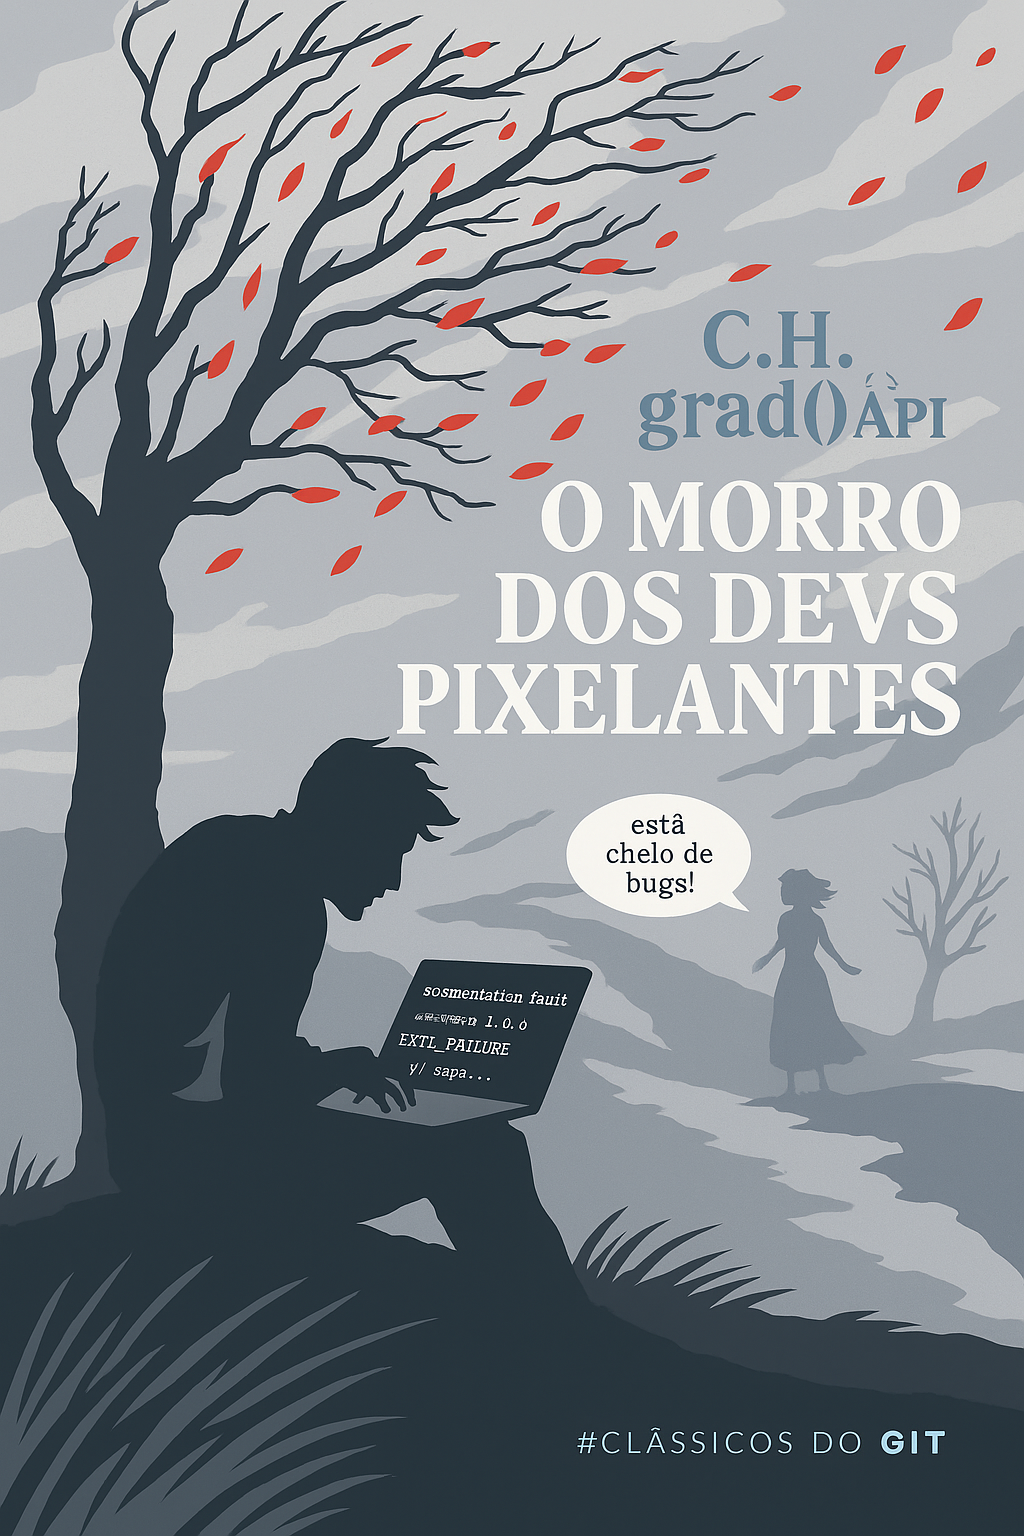 C.H.
grad()API
O MORRO
DOS DEVS
PIXELANTES
estâ
chelo de
bugs!
sosmentation fauit
1.0.0
EXTL_PAILURE
y/ sapa...
#CLÂSSICOS DO GIT